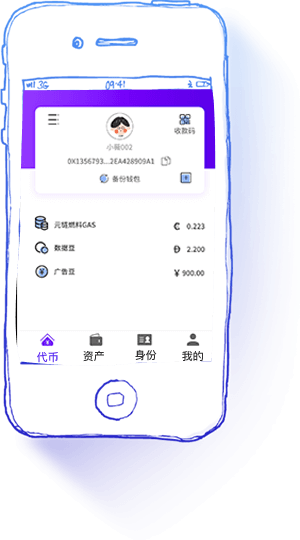 3G 09:41
收款码
小薇002
0X1356793...2EA428909A1
备份钱包
元链燃料GAS 0.223
数据豆 Đ 2.200
广告豆 ¥ 900.00
代币 资产 身份 我的